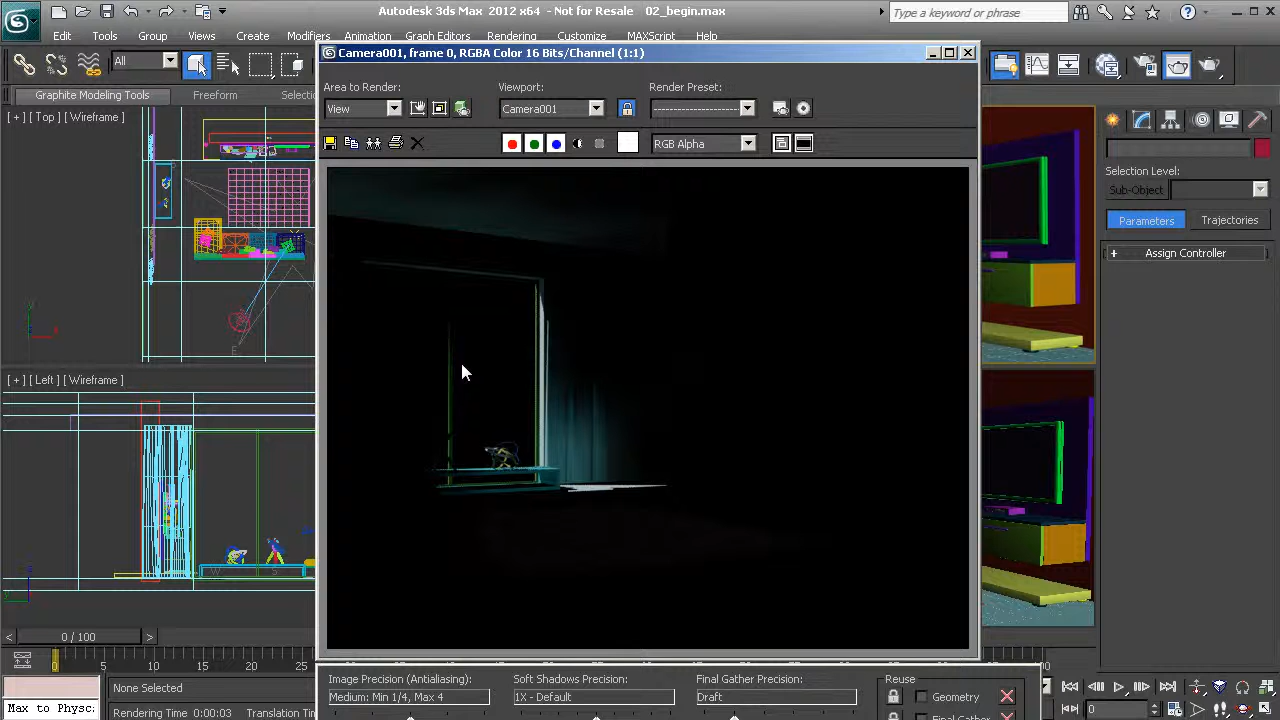 Autodesk 3ds Max 2012 x64 - Not for Resale 02_begin.max
Type a keyword or phrase
Edit Tools Group Views Create Modifiers Animation Graph Editors Rendering Customize MAXScript Help
All
Camera001, frame 0, RGBA Color 16 Bits/Channel (1:1)
Area to Render: Viewport: Render Preset:
View Camera001
RGB Alpha
Graphite Modeling Tools Freeform
[ + ] [ Top ] [ Wireframe ]
[ + ] [ Left ] [ Wireframe ]
Selection Level:
Sub-Object
Parameters Trajectories
+ Assign Controller
< 0 / 100 >
0 5 10 15 20 25
None Selected
Max to Physc:
Rendering Time 0:00:03
Image Precision (Antialiasing): Soft Shadows Precision: Final Gather Precision: Reuse
Medium: Min 1/4, Max 4 1X - Default Draft Geometry
0